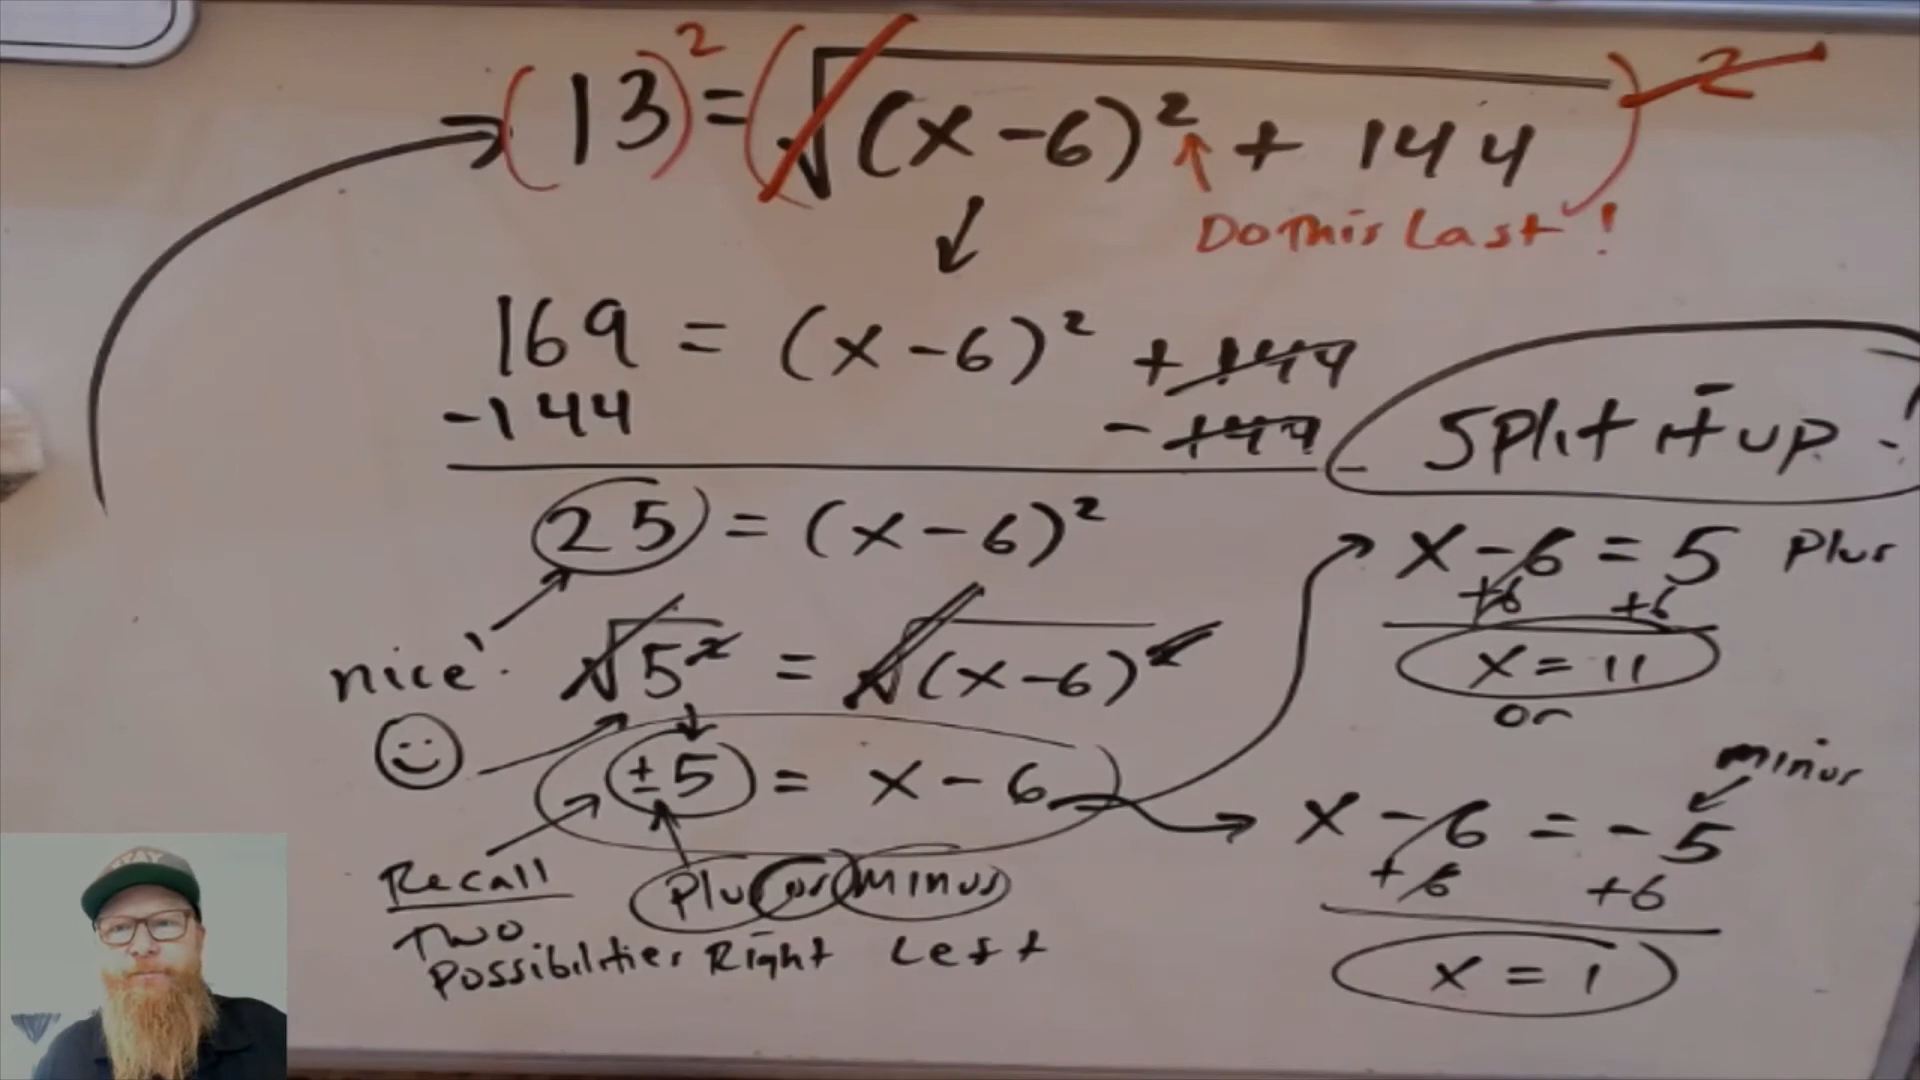 (13)² = (√(x-6)² + 144)²
Do This Last!
169 = (x-6)² + 144
-144 - 144
Split it up!
25 = (x-6)²
nice!
√5² = √(x-6)²
±5 = x-6
Recall
Two
Possibilities
Plus or minus
Right Left
x-6 = 5 Plus
+6 +6
x = 11
or
minus
x-6 = -5
+6 +6
x = 1